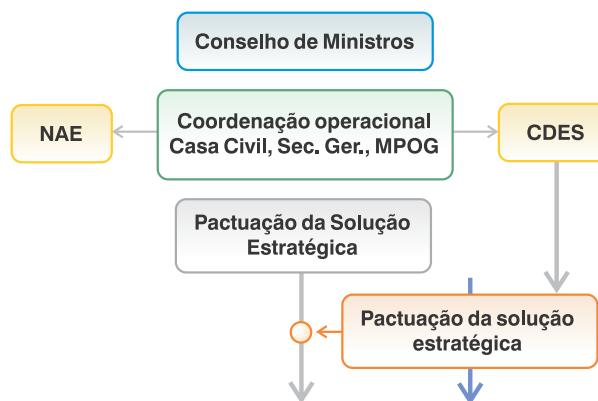 Conselho de Ministros
NAE
Coordenação operacional
Casa Civil, Sec. Ger., MPOG
CDES
Pactuação da Solução
Estratégica
Pactuação da solução
estratégica